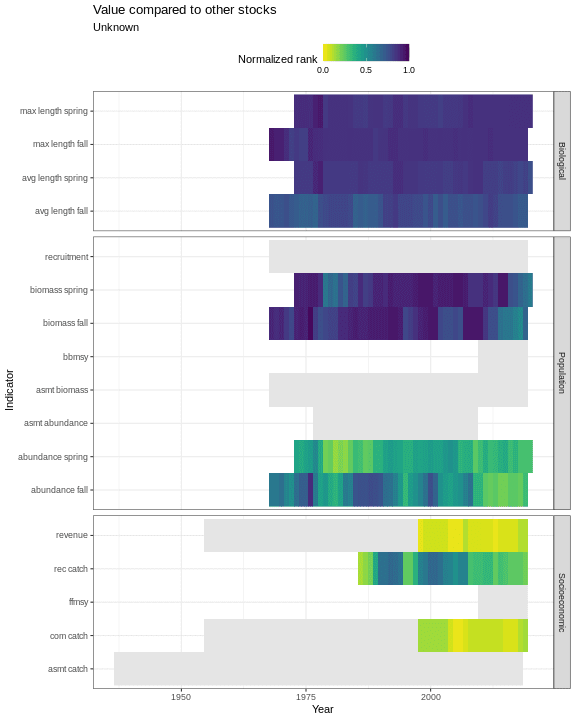 Value compared to other stocks
Unknown
Normalized rank
0.0 0.5 1.0
max length spring
max length fall
avg length spring
avg length fall
Biological
recruitment
biomass spring
biomass fall
bbmsy
asmt biomass
asmt abundance
abundance spring
abundance fall
Population
revenue
rec catch
ffmsy
com catch
asmt catch
Socioeconomic
Indicator
1950 1975 2000
Year